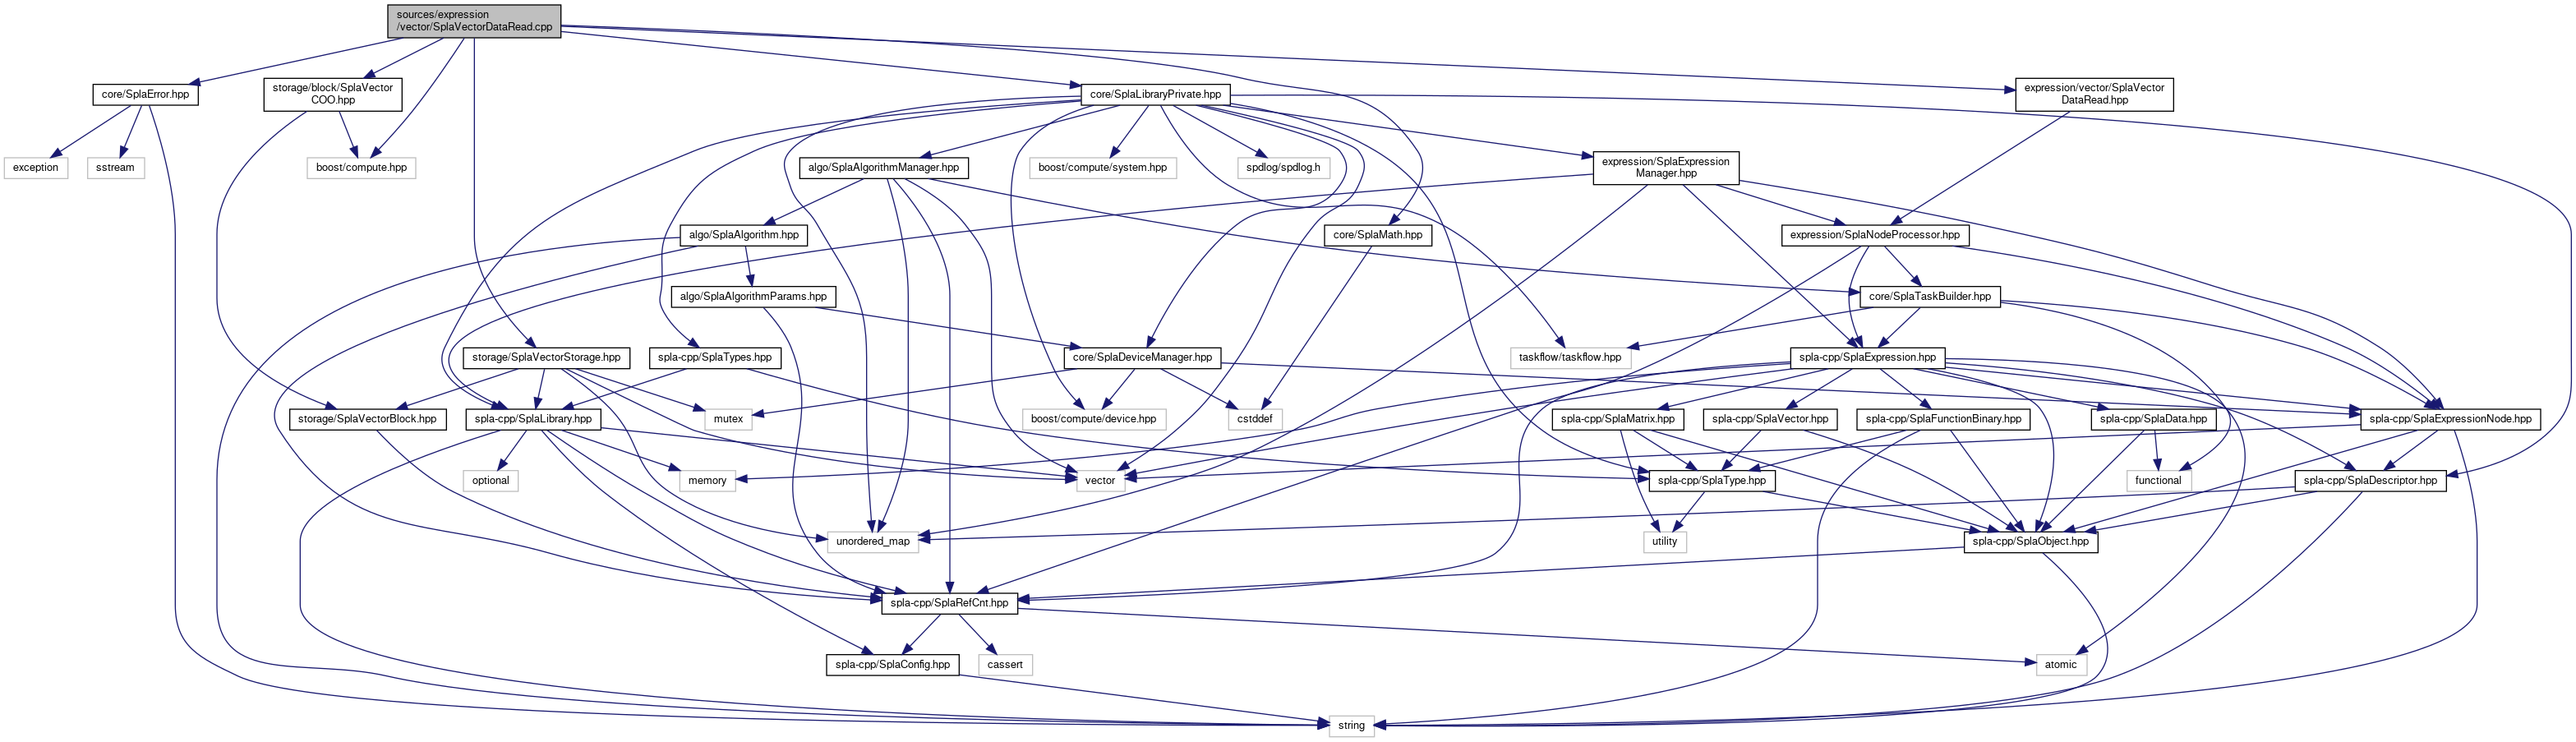 sources/expression
/vector/SplaVectorDataRead.cpp
core/SplaError.hpp
storage/block/SplaVector
COO.hpp
core/SplaLibraryPrivate.hpp
expression/vector/SplaVector
DataRead.hpp
exception
sstream
boost/compute.hpp
algo/SplaAlgorithmManager.hpp
boost/compute/system.hpp
spdlog/spdlog.h
expression/SplaExpression
Manager.hpp
algo/SplaAlgorithm.hpp
core/SplaMath.hpp
expression/SplaNodeProcessor.hpp
algo/SplaAlgorithmParams.hpp
core/SplaTaskBuilder.hpp
storage/SplaVectorStorage.hpp
spla-cpp/SplaTypes.hpp
core/SplaDeviceManager.hpp
taskflow/taskflow.hpp
spla-cpp/SplaExpression.hpp
storage/SplaVectorBlock.hpp
spla-cpp/SplaLibrary.hpp
mutex
boost/compute/device.hpp
cstddef
spla-cpp/SplaMatrix.hpp
spla-cpp/SplaVector.hpp
spla-cpp/SplaFunctionBinary.hpp
spla-cpp/SplaData.hpp
spla-cpp/SplaExpressionNode.hpp
optional
memory
vector
spla-cpp/SplaType.hpp
functional
spla-cpp/SplaDescriptor.hpp
unordered_map
utility
spla-cpp/SplaObject.hpp
spla-cpp/SplaRefCnt.hpp
spla-cpp/SplaConfig.hpp
cassert
atomic
string